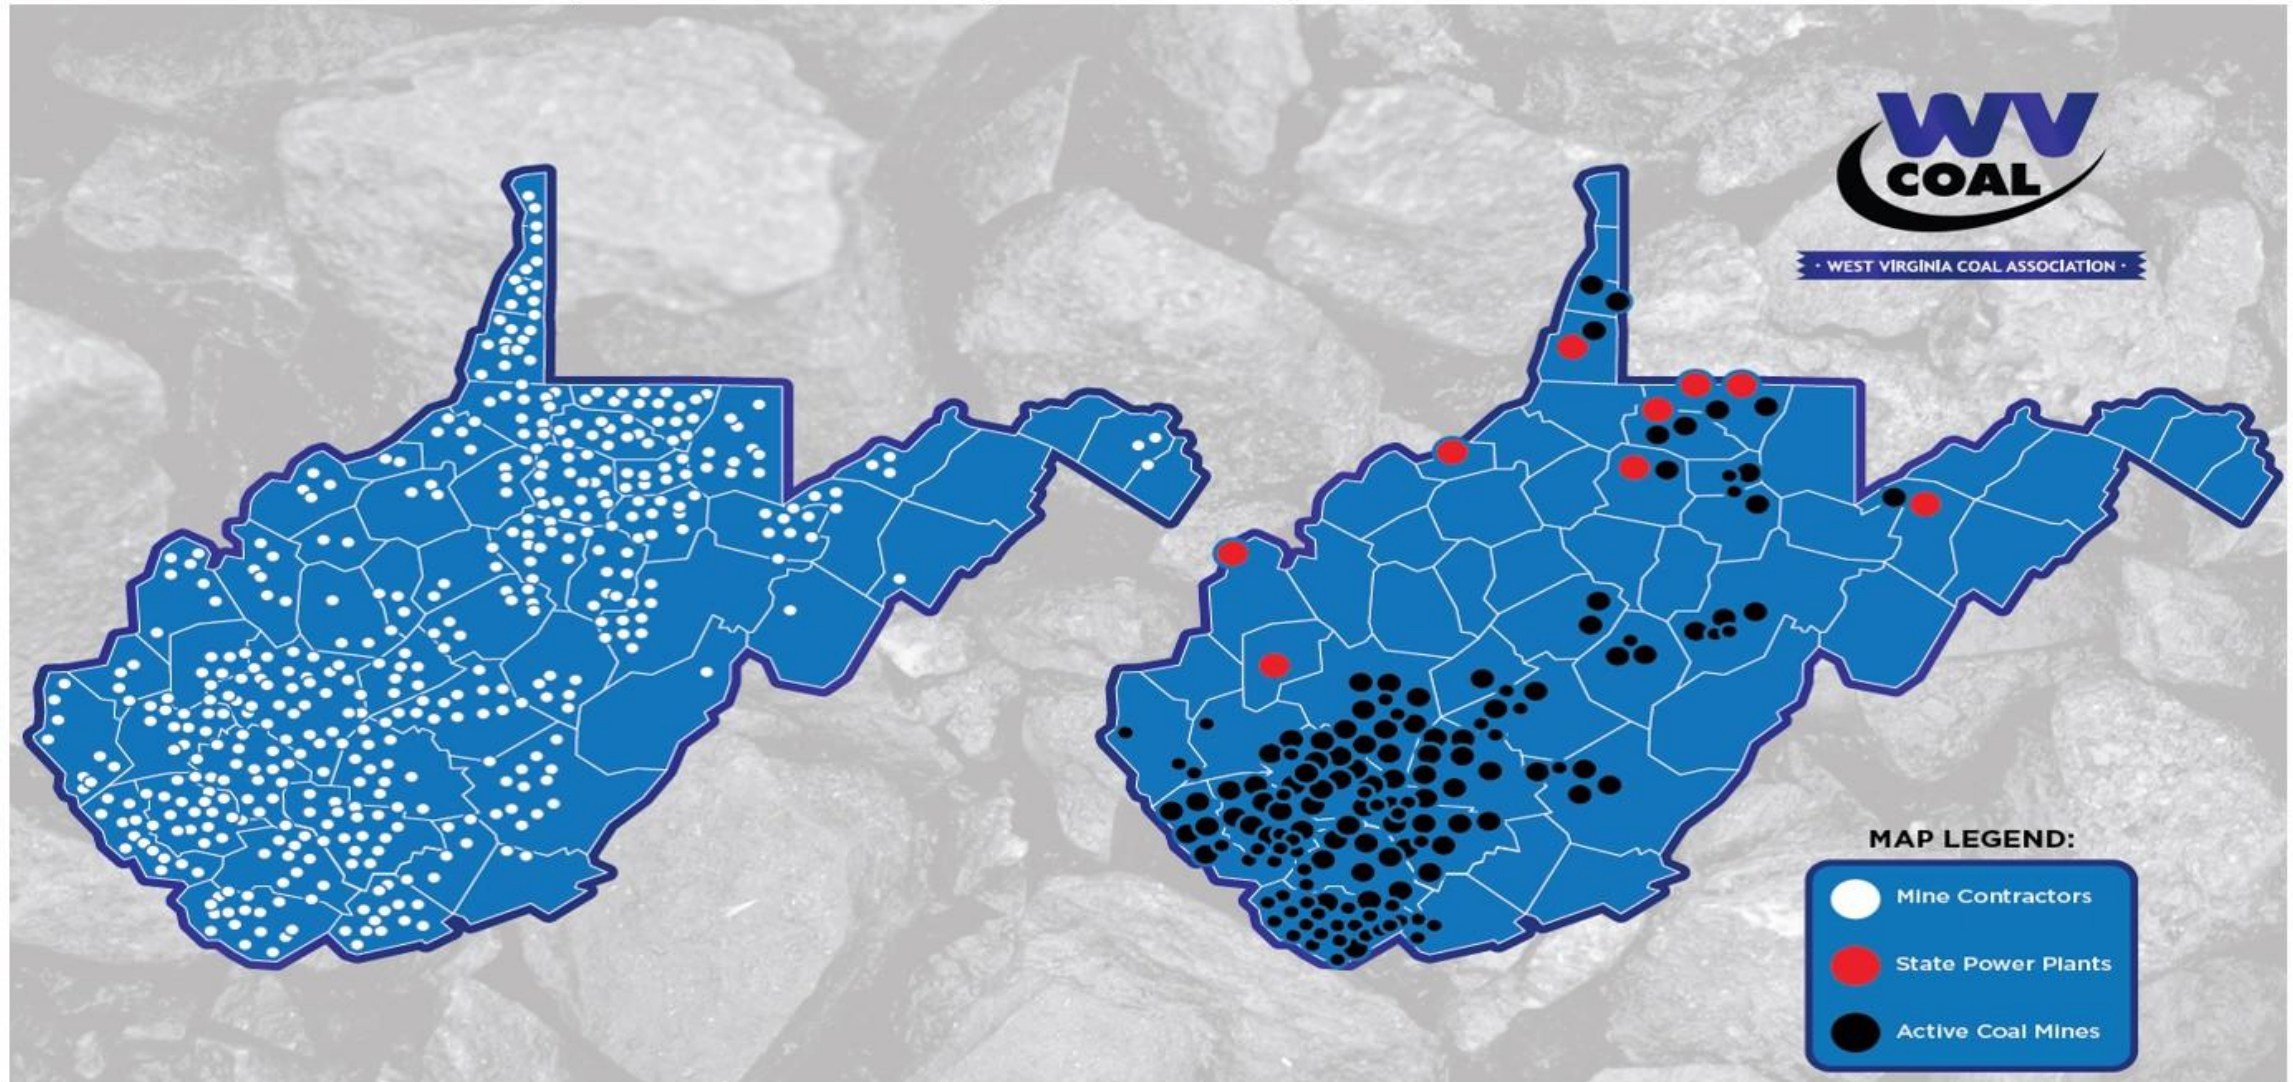 WV
COAL
· WEST VIRGINIA COAL ASSOCIATION ·
MAP LEGEND:
Mine Contractors
State Power Plants
Active Coal Mines